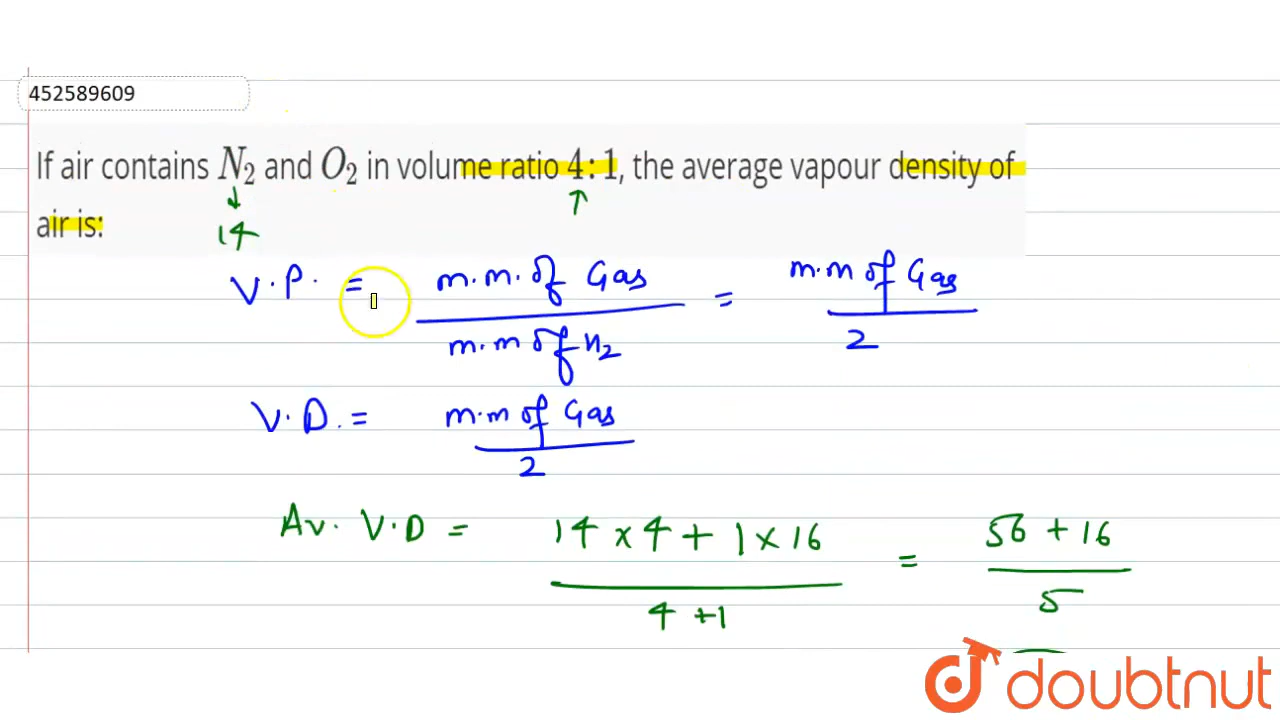 452589609
If air contains N₂ and O₂ in volume ratio 4 : 1, the average vapour density of
air is:
14
V.P. = m.m. of Gas / m.m of H₂ = m.m of Gas / 2
V.D. = m.m of Gas / 2
Av. V.D = 14 × 4 + 1 × 16 / 4 + 1 = 56 + 16 / 5
doubtnut